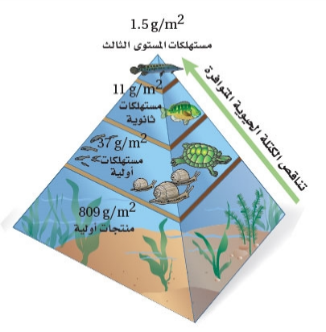 1.5 g/m²
مستهلكات المستوى الثالث
11 g/m²
مستهلكات
ثانوية
37 g/m²
مستهلكات
أولية
809 g/m²
منتجات أولية
تناقص الكتلة الحيوية المتوافرة